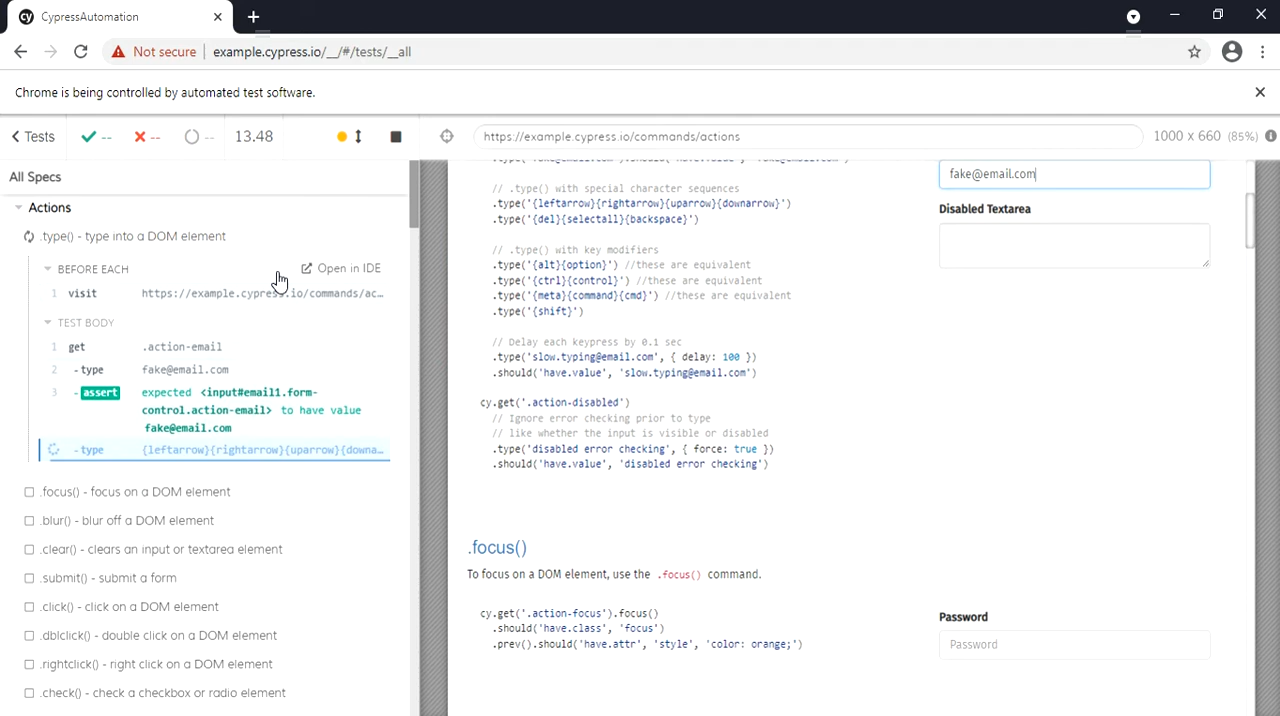 cy CypressAutomation
Not secure example.cypress.io/__/#/tests/__all
Chrome is being controlled by automated test software.
Tests -- -- -- 13.48
https://example.cypress.io/commands/actions 1000 x 660 (85%)
All Specs
Actions
.type() - type into a DOM element
BEFORE EACH Open in IDE
1 visit https://example.cypress.io/commands/ac...
TEST BODY
1 get .action-email
2 -type fake@email.com
3 -assert expected <input#email1.form-
control.action-email> to have value
fake@email.com
-type {leftarrow}{rightarrow}{uparrow}{downa...
.focus() - focus on a DOM element
.blur() - blur off a DOM element
.clear() - clears an input or textarea element
.submit() - submit a form
.click() - click on a DOM element
.dblclick() - double click on a DOM element
.rightclick() - right click on a DOM element
.check() - check a checkbox or radio element
// .type() with special character sequences
.type('{leftarrow}{rightarrow}{uparrow}{downarrow}')
.type('{del}{selectall}{backspace}')
// .type() with key modifiers
.type('{alt}{option}') //these are equivalent
.type('{ctrl}{control}') //these are equivalent
.type('{meta}{command}{cmd}') //these are equivalent
.type('{shift}')
// Delay each keypress by 0.1 sec
.type('slow.typing@email.com', { delay: 100 })
.should('have.value', 'slow.typing@email.com')
cy.get('.action-disabled')
// Ignore error checking prior to type
// like whether the input is visible or disabled
.type('disabled error checking', { force: true })
.should('have.value', 'disabled error checking')
fake@email.com
Disabled Textarea
.focus()
To focus on a DOM element, use the .focus() command.
cy.get('.action-focus').focus()
.should('have.class', 'focus')
.prev().should('have.attr', 'style', 'color: orange;')
Password
Password